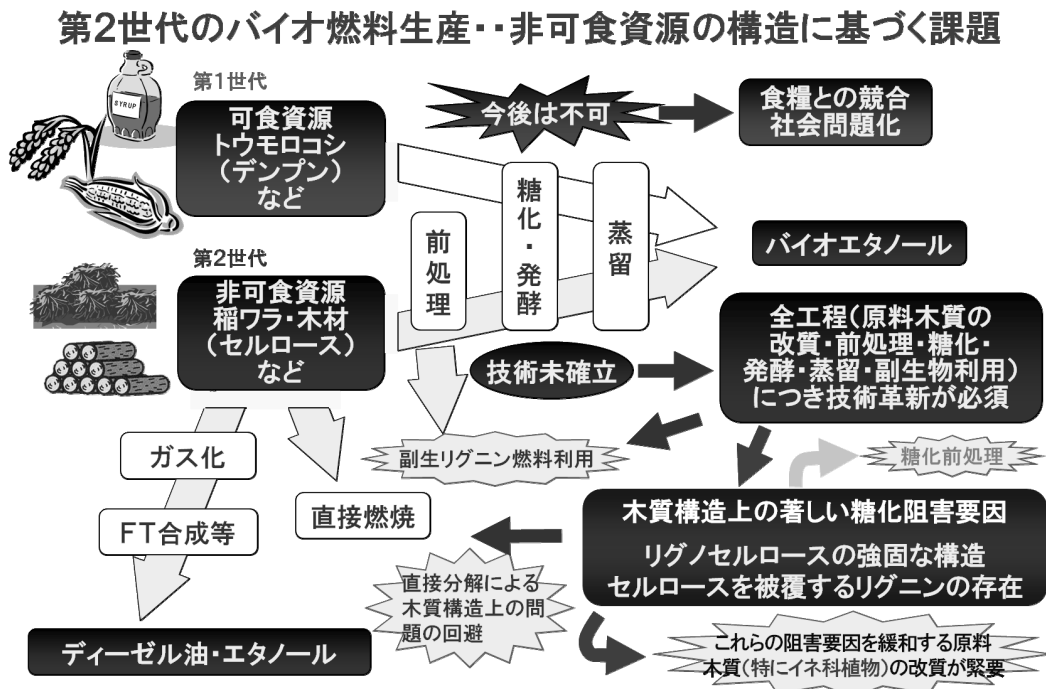 第2世代のバイオ燃料生産・・非可食資源の構造に基づく課題
第1世代
SYRUP
可食資源
トウモロコシ
（デンプン）
など
今後は不可
食糧との競合
社会問題化
前処理
糖化・発酵
蒸留
バイオエタノール
第2世代
非可食資源
稲ワラ・木材
（セルロース）
など
技術未確立
全工程（原料木質の
改質・前処理・糖化・
発酵・蒸留・副生物利用）
につき技術革新が必須
ガス化
副生リグニン燃料利用
糖化前処理
FT合成等
直接燃焼
木質構造上の著しい糖化阻害要因
リグノセルロースの強固な構造
セルロースを被覆するリグニンの存在
直接分解による
木質構造上の問
題の回避
ディーゼル油・エタノール
これらの阻害要因を緩和する原料
木質（特にイネ科植物）の改質が緊要